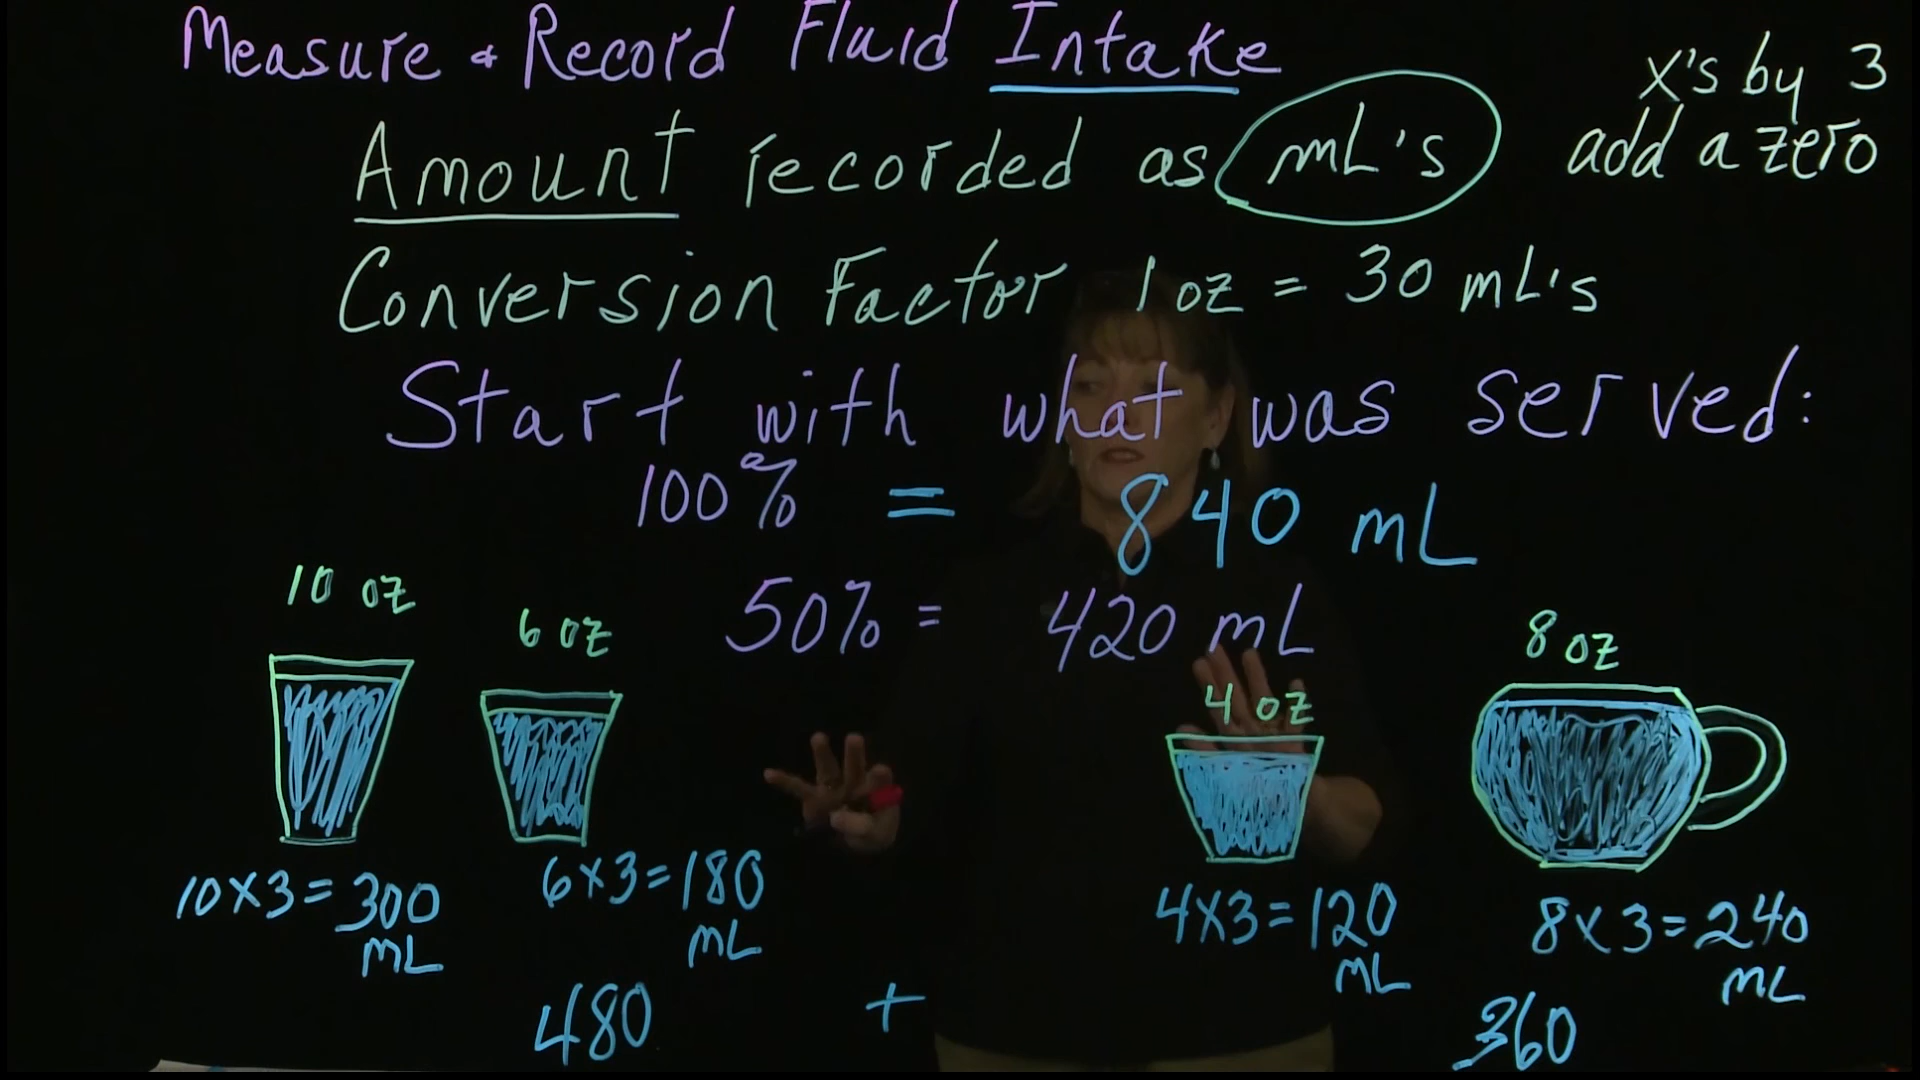 Measure & Record Fluid Intake
x's by 3
add a zero
Amount recorded as mL's
Conversion Factor 1 oz = 30 mL's
Start with what was served:
100% = 840 mL
50% = 420 mL
10 oz
6 oz
4 oz
8 oz
10x3=300
mL
6x3=180
mL
4x3=120
mL
8x3=240
mL
480 + 360